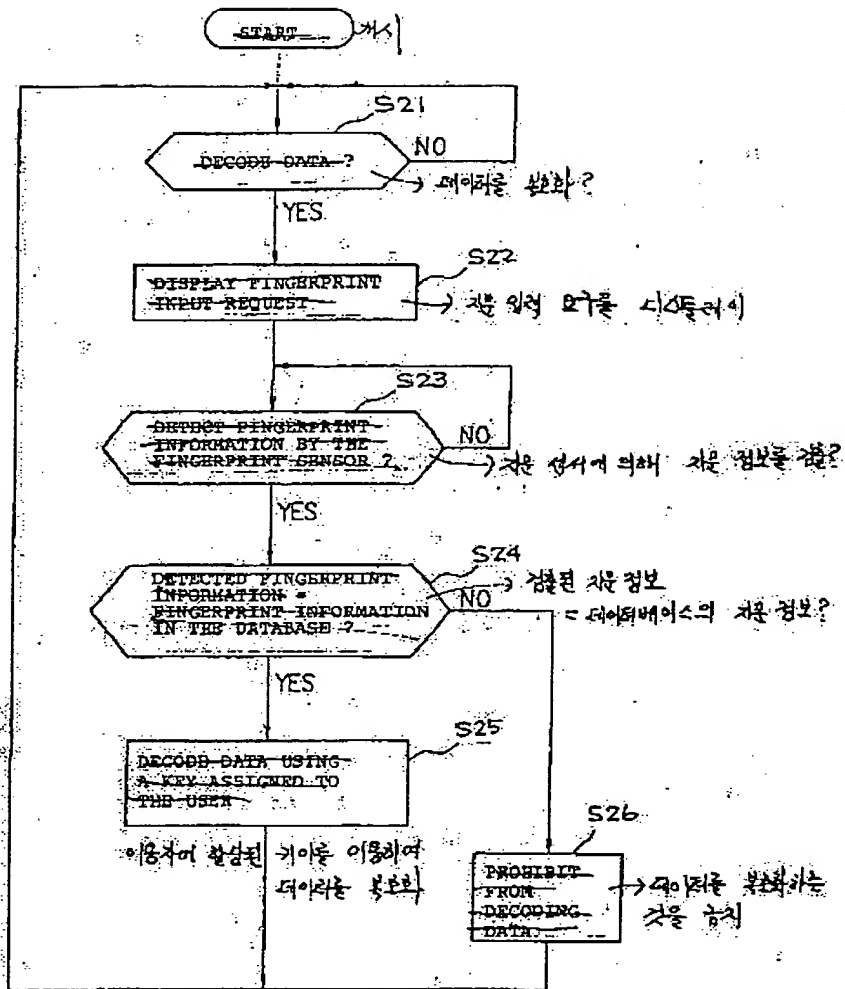 START 개시
S21
DECODE DATA ?
NO
데이터를 복호화?
YES
S22
DISPLAY FINGERPRINT
INPUT REQUEST
지문 입력 요구를 디스플레이
S23
DETECT FINGERPRINT
INFORMATION BY THE
FINGERPRINT SENSOR ?
NO
지문 센서에 의해 지문 정보를 검출?
YES
S24
DETECTED FINGERPRINT
INFORMATION =
FINGERPRINT INFORMATION
IN THE DATABASE ?
NO
검출된 지문 정보
= 데이터베이스의 지문 정보?
YES
S25
DECODE DATA USING
A KEY ASSIGNED TO
THE USER
이용자에 할당된 키이를 이용하여
데이터를 복호화
S26
PROHIBIT
FROM
DECODING
DATA
데이터를 복호화하는
것을 금지